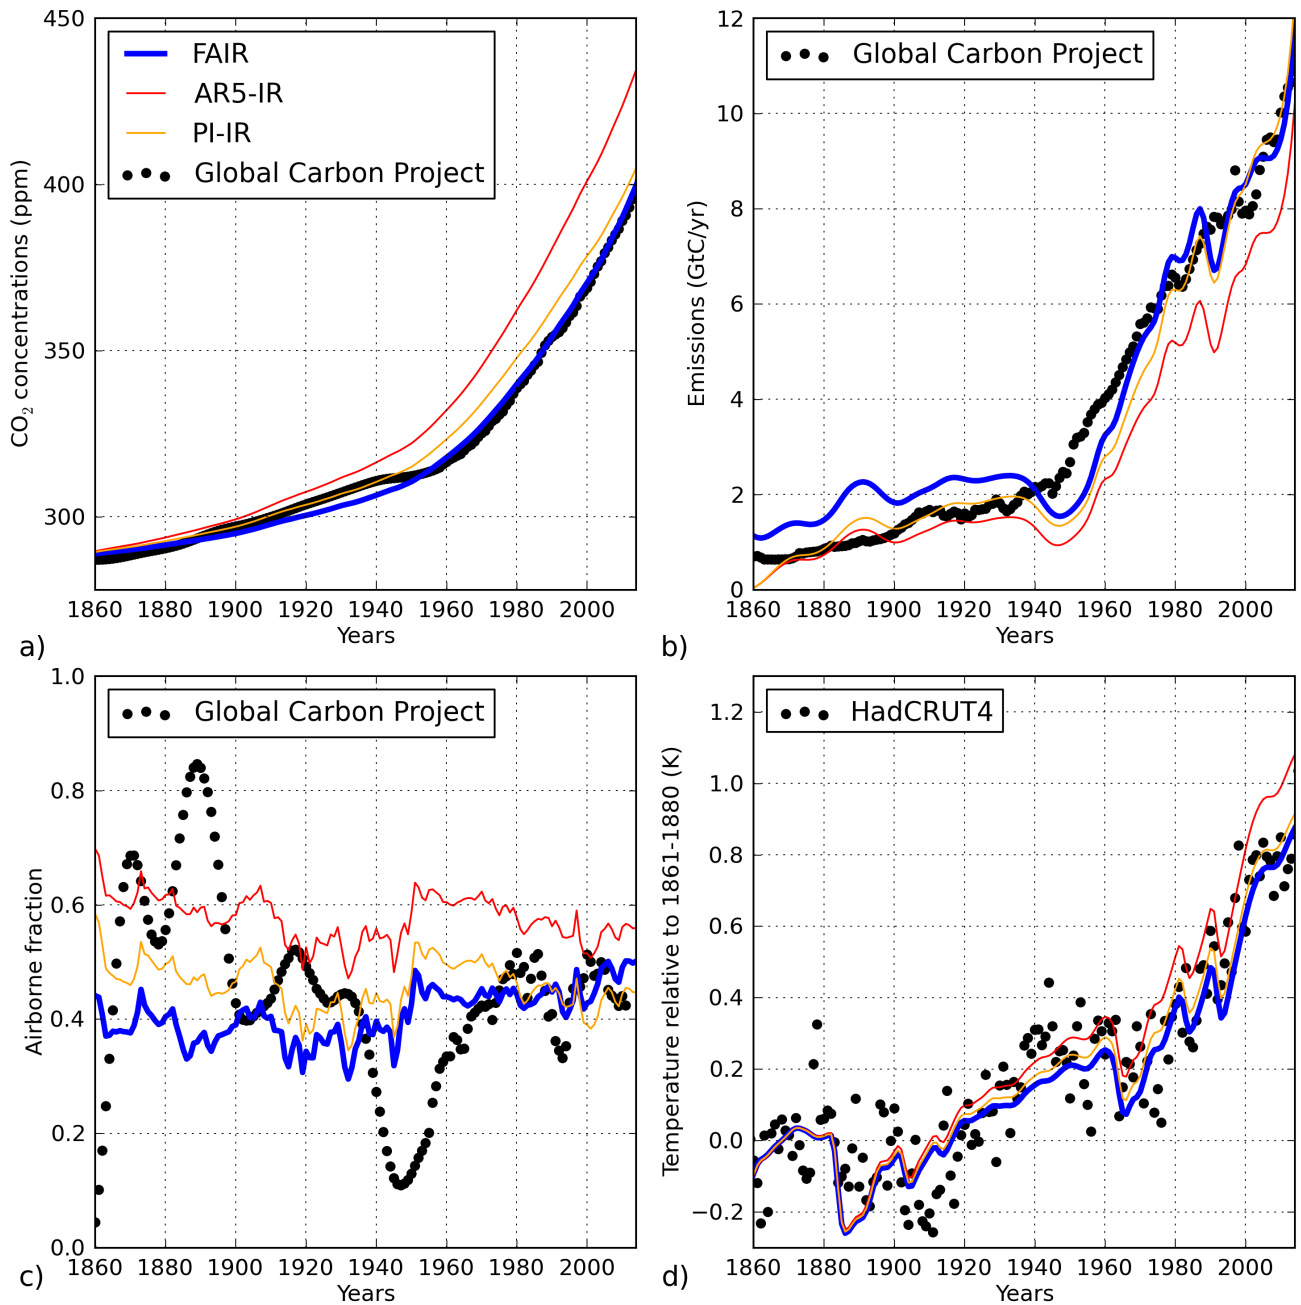 450
400
350
300
CO₂ concentrations (ppm)
FAIR
AR5-IR
PI-IR
Global Carbon Project
1860 1880 1900 1920 1940 1960 1980 2000
Years
a)
12
10
8
6
4
2
0
Emissions (GtC/yr)
Global Carbon Project
1860 1880 1900 1920 1940 1960 1980 2000
Years
b)
1.0
0.8
0.6
0.4
0.2
0.0
Airborne fraction
Global Carbon Project
1860 1880 1900 1920 1940 1960 1980 2000
Years
c)
1.2
1.0
0.8
0.6
0.4
0.2
0.0
−0.2
Temperature relative to 1861-1880 (K)
HadCRUT4
1860 1880 1900 1920 1940 1960 1980 2000
Years
d)